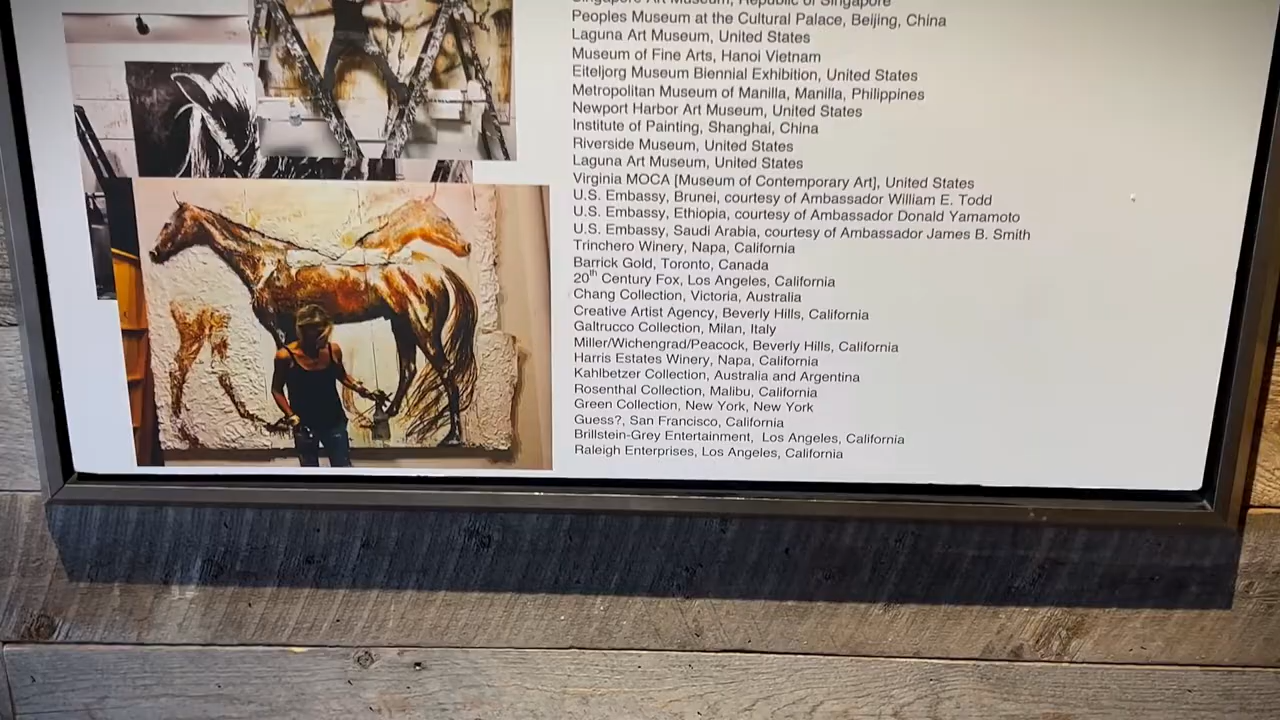 Singapore Art Museum, Republic of Singapore
Peoples Museum at the Cultural Palace, Beijing, China
Laguna Art Museum, United States
Museum of Fine Arts, Hanoi Vietnam
Eiteljorg Museum Biennial Exhibition, United States
Metropolitan Museum of Manilla, Manilla, Philippines
Newport Harbor Art Museum, United States
Institute of Painting, Shanghai, China
Riverside Museum, United States
Laguna Art Museum, United States
Virginia MOCA [Museum of Contemporary Art], United States
U.S. Embassy, Brunei, courtesy of Ambassador William E. Todd
U.S. Embassy, Ethiopia, courtesy of Ambassador Donald Yamamoto
U.S. Embassy, Saudi Arabia, courtesy of Ambassador James B. Smith
Trinchero Winery, Napa, California
Barrick Gold, Toronto, Canada
20th Century Fox, Los Angeles, California
Chang Collection, Victoria, Australia
Creative Artist Agency, Beverly Hills, California
Galtrucco Collection, Milan, Italy
Miller/Wichengrad/Peacock, Beverly Hills, California
Harris Estates Winery, Napa, California
Kahlbetzer Collection, Australia and Argentina
Rosenthal Collection, Malibu, California
Green Collection, New York, New York
Guess?, San Francisco, California
Brillstein-Grey Entertainment, Los Angeles, California
Raleigh Enterprises, Los Angeles, California